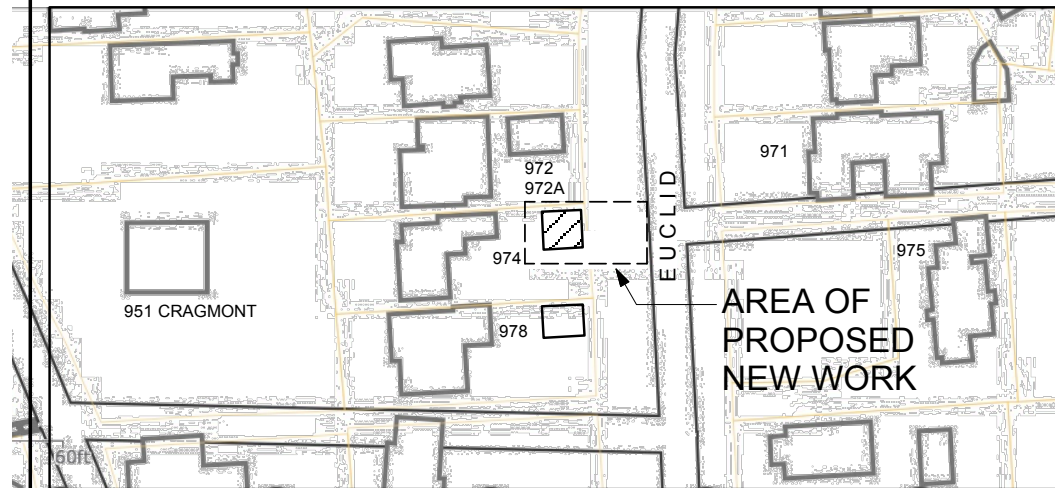 972
972A
971
EUCLID
974
975
951 CRAGMONT
978
AREA OF
PROPOSED
NEW WORK
60ft